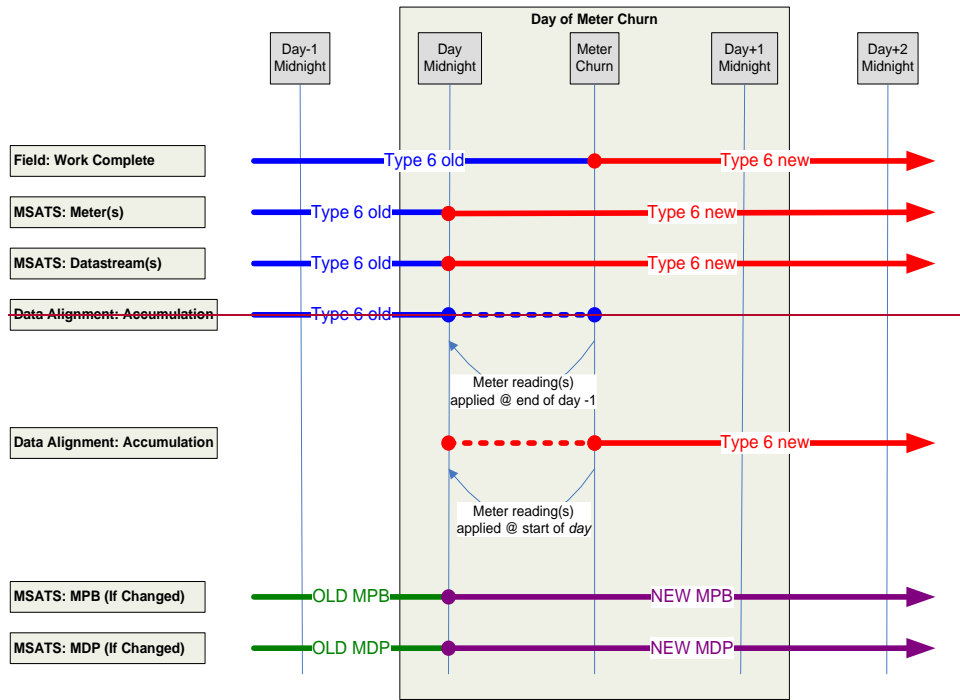 Day of Meter Churn
Day-1
Midnight
Day
Midnight
Meter
Churn
Day+1
Midnight
Day+2
Midnight
Field: Work Complete
Type 6 old
Type 6 new
MSATS: Meter(s)
Type 6 old
Type 6 new
MSATS: Datastream(s)
Type 6 old
Type 6 new
Data Alignment: Accumulation
Type 6 old
Meter reading(s)
applied @ end of day -1
Data Alignment: Accumulation
Type 6 new
Meter reading(s)
applied @ start of day
MSATS: MPB (If Changed)
OLD MPB
NEW MPB
MSATS: MDP (If Changed)
OLD MDP
NEW MDP